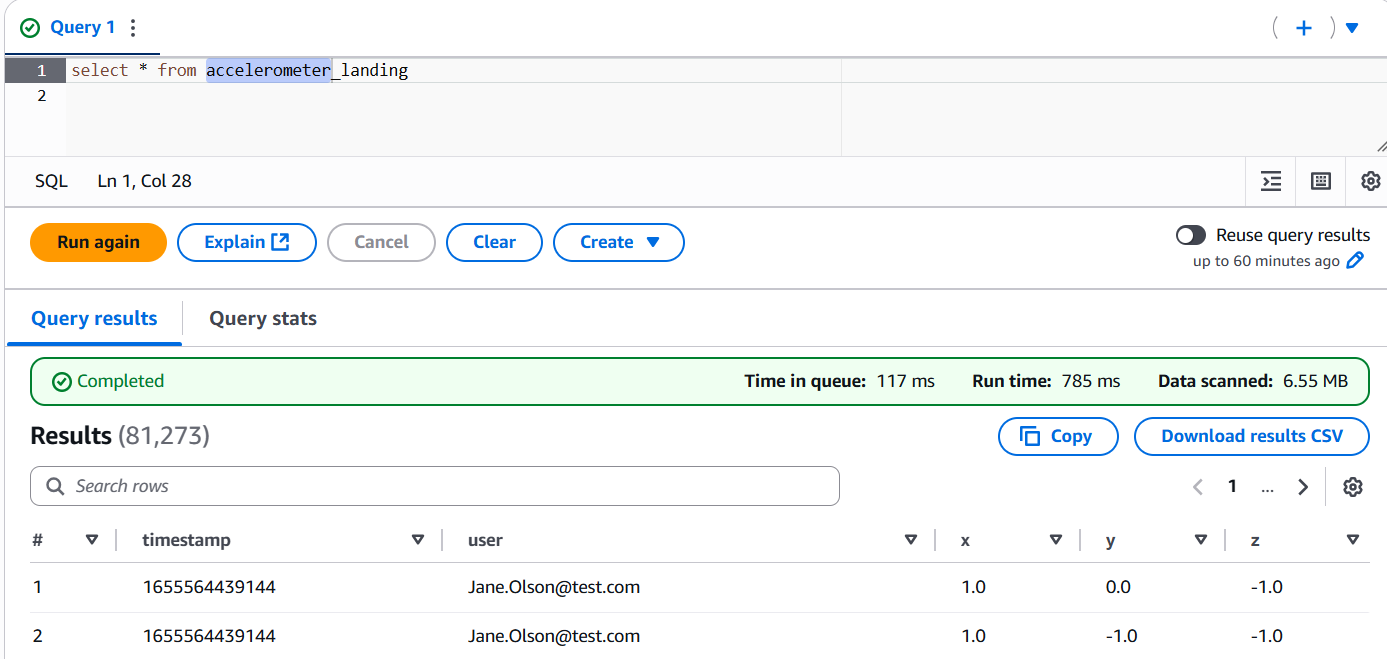 Query 1
( + )
1 select * from accelerometer_landing
2
SQL Ln 1, Col 28
Run again Explain Cancel Clear Create Reuse query results
up to 60 minutes ago
Query results Query stats
Completed Time in queue: 117 ms Run time: 785 ms Data scanned: 6.55 MB
Results (81,273) Copy Download results CSV
Search rows 1 ...
# timestamp user x y z
1 1655564439144 Jane.Olson@test.com 1.0 0.0 -1.0
2 1655564439144 Jane.Olson@test.com 1.0 -1.0 -1.0